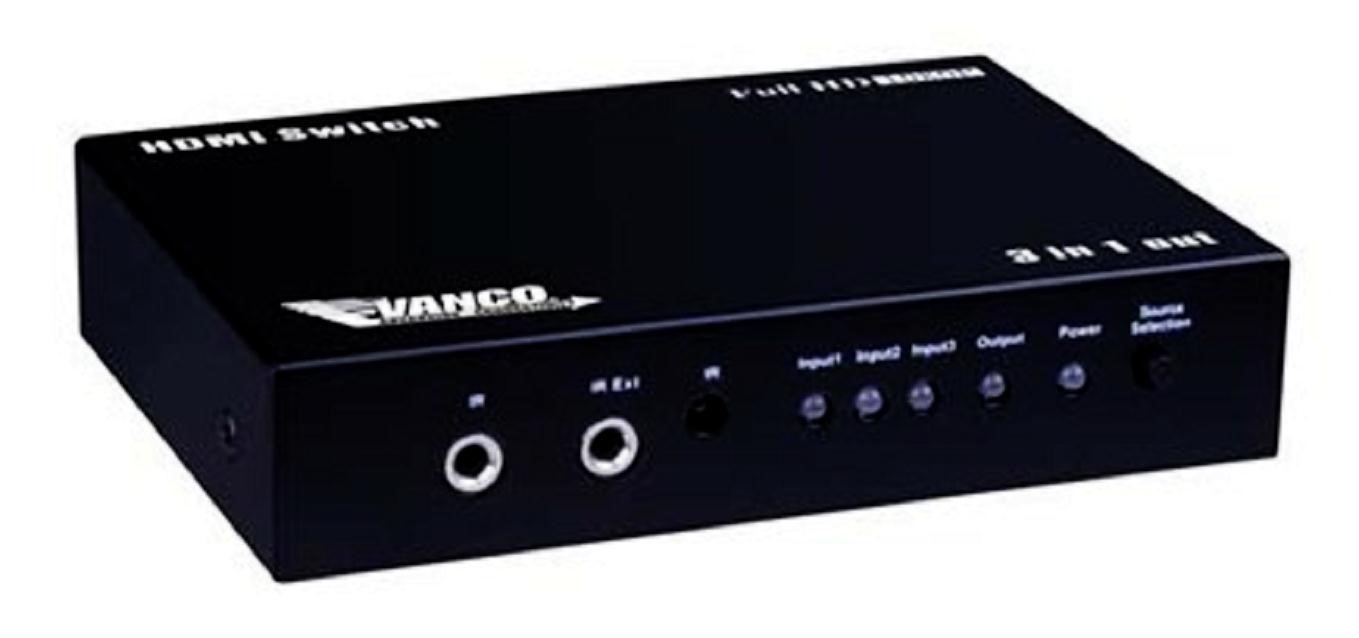 HDMI Switch
Full HD
3 in 1 out
VANCO
IR
IR Ext
IR
Input1
Input2
Input3
Output
Power
Source
Selection